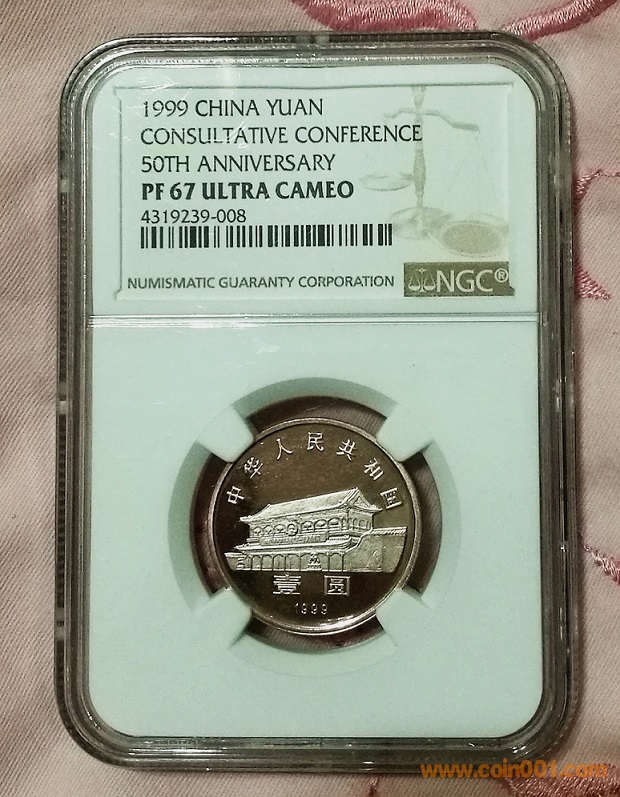 1999 CHINA YUAN
CONSULTATIVE CONFERENCE
50TH ANNIVERSARY
PF 67 ULTRA CAMEO
4319239-008
NUMISMATIC GUARANTY CORPORATION
NGC®
中华人民共和国
壹圆
1999
www.coin001.com